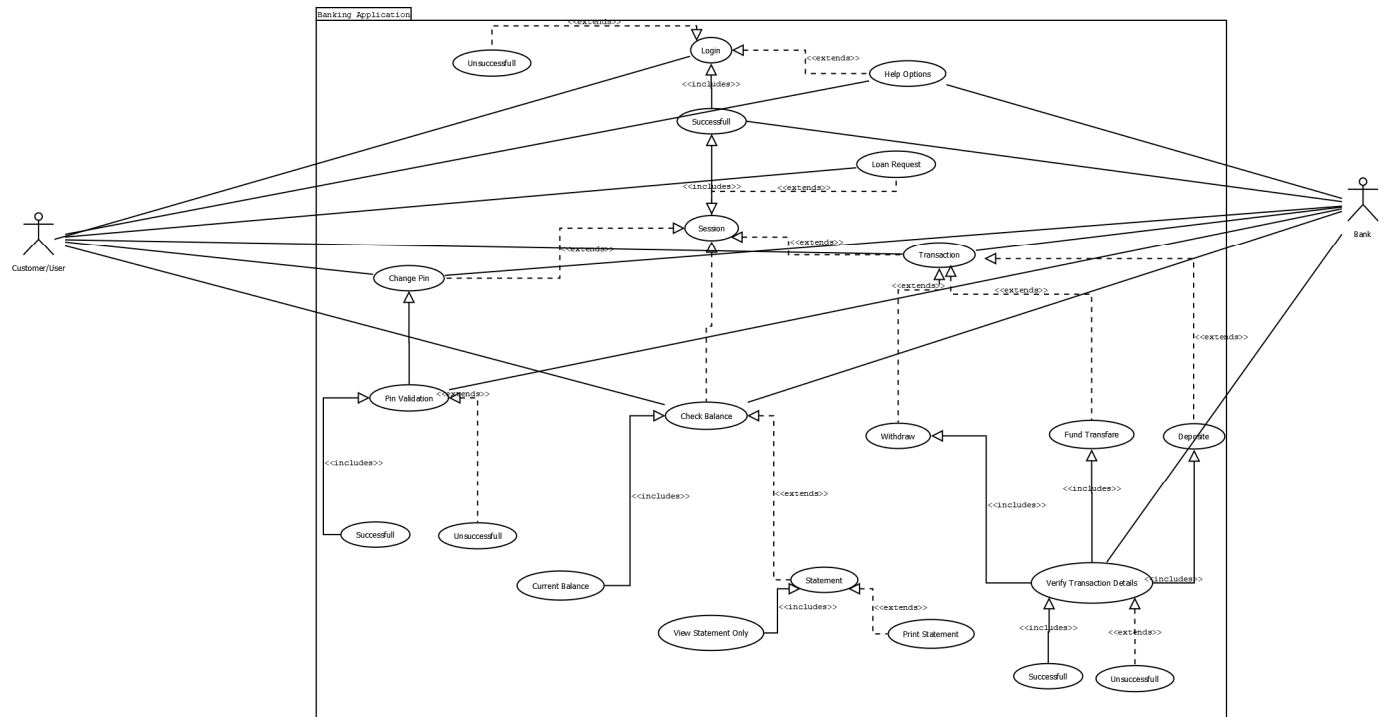 Banking Application
<<extends>>
Login
Unsuccessfull
<<extends>>
Help Options
<<includes>>
Successfull
Loan Request
<<includes>>
<<extends>>
Session
Customer/User
Bank
<<extends>>
<<extends>>
Transaction
Change Pin
<<extends>>
<<extends>>
<<extends>>
Pin Validation
<<extends>>
Check Balance
Withdraw
Fund Transfare
Deposite
<<includes>>
<<includes>>
<<extends>>
<<includes>>
<<includes>>
Successfull
Unsuccessfull
Current Balance
Statement
Verify Transaction Details
<<includes>>
<<includes>>
<<extends>>
View Statement Only
Print Statement
<<includes>>
<<extends>>
Successfull
Unsuccessfull